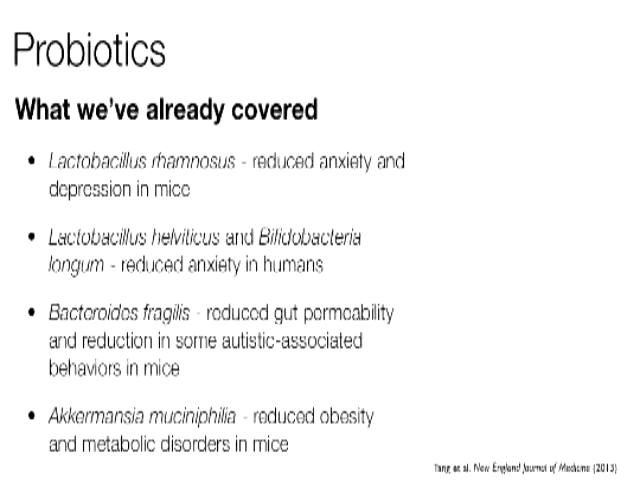 Probiotics
What we've already covered
• Lactobacillus rhamnosus - reduced anxiety and
depression in mice
• Lactobacillus helviticus and Bifidobacteria
longum - reduced anxiety in humans
• Bacteroides fragilis - reduced gut permeability
and reduction in some autistic-associated
behaviors in mice
• Akkermansia muciniphilia - reduced obesity
and metabolic disorders in mice
Tang et al. New England Journal of Medicine (2013)